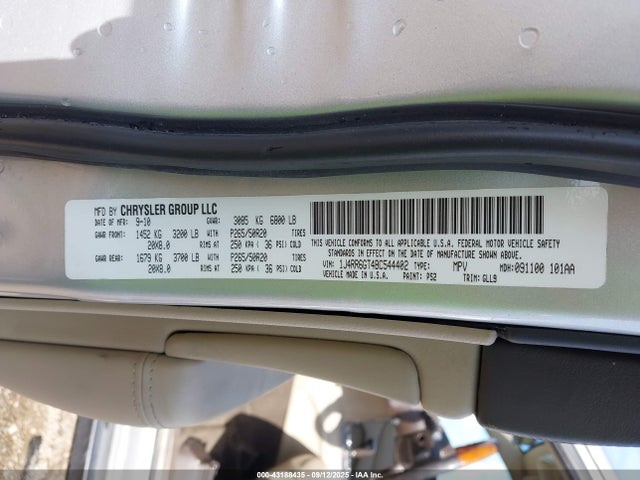 MFD BY CHRYSLER GROUP LLC
DATE OF MFR: 9-10 GVWR: 3085 KG 6800 LB
GAWR FRONT: 1452 KG 3200 LB WITH P265/50R20 TIRES
20X8.0 RIMS AT 250 KPA ( 36 PSI) COLD
GAWR REAR: 1679 KG 3700 LB WITH P265/50R20 TIRES
20X8.0 RIMS AT 250 KPA ( 36 PSI) COLD
THIS VEHICLE CONFORMS TO ALL APPLICABLE U.S.A. FEDERAL MOTOR VEHICLE SAFETY
STANDARDS IN EFFECT ON THE DATE OF MANUFACTURE SHOWN ABOVE.
VIN: 1J4RR6GT4BC544402 TYPE: MPV MDH:091100 101AA
VEHICLE MADE IN U.S.A. PAINT: PS2 TRIM: GLL9
000-43188435 - 09/12/2025 - IAA Inc.